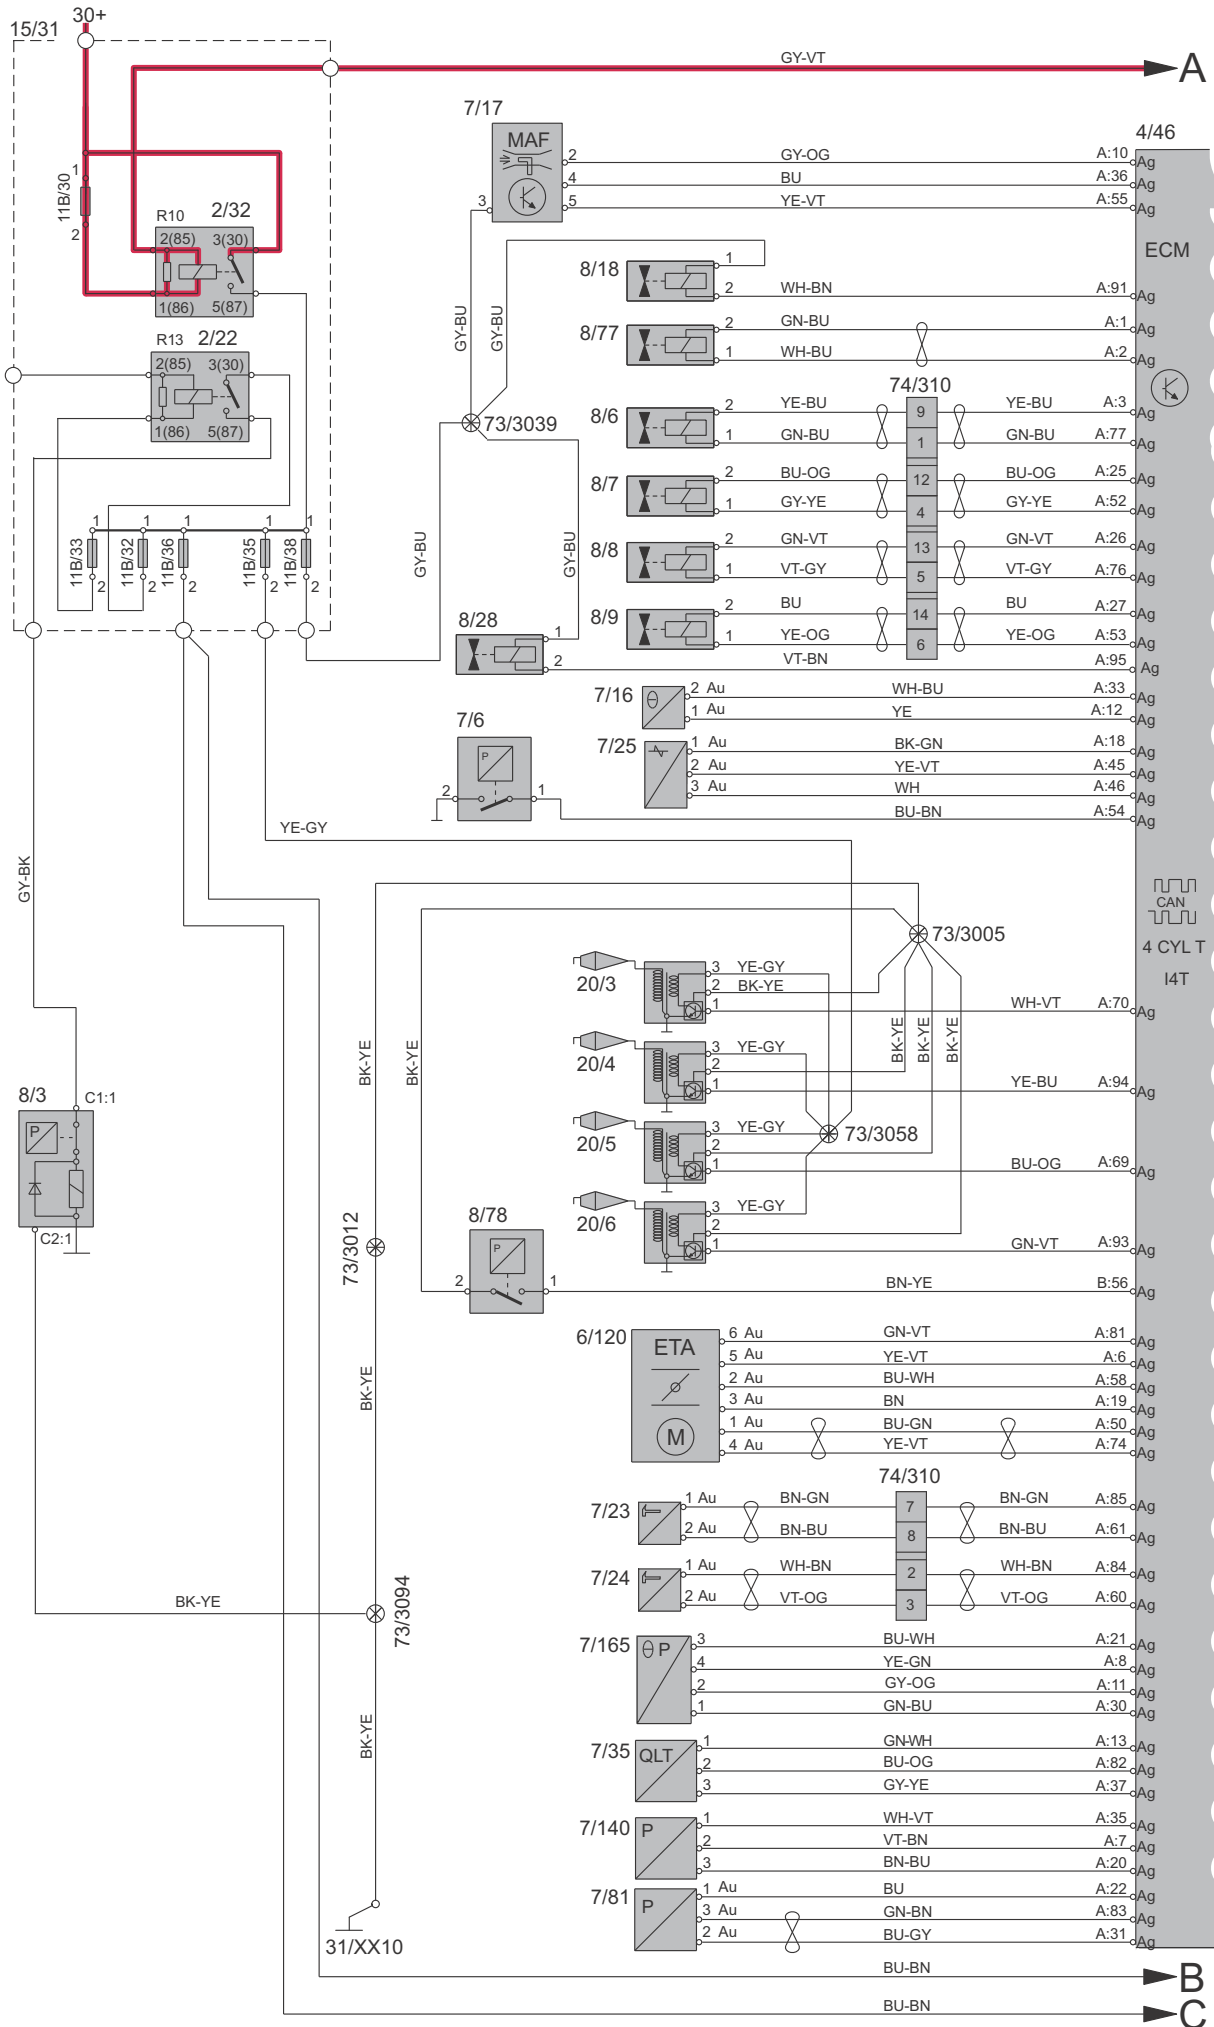 30+
15/31
GY-VT
A
7/17
MAF
4/46
2 GY-OG A:10 Ag
4 BU A:36 Ag
5 YE-VT A:55 Ag
3
1
11B/30
2
R10 2/32
2(85) 3(30)
1(86) 5(87)
ECM
8/18
1
2 WH-BN A:91 Ag
GY-BU
GY-BU
8/77
2 GN-BU A:1 Ag
1 WH-BU A:2 Ag
R13 2/22
2(85) 3(30)
1(86) 5(87)
74/310
8/6
2 YE-BU 9 YE-BU A:3 Ag
1 GN-BU 1 GN-BU A:77 Ag
73/3039
8/7
2 BU-OG 12 BU-OG A:25 Ag
1 GY-YE 4 GY-YE A:52 Ag
8/8
2 GN-VT 13 GN-VT A:26 Ag
1 VT-GY 5 VT-GY A:76 Ag
8/9
2 BU 14 BU A:27 Ag
1 YE-OG 6 YE-OG A:53 Ag
1 1 1 1 1
11B/33 11B/32 11B/36 11B/35 11B/38
2 2 2 2 2
GY-BU
GY-BU
8/28
1
2 VT-BN A:95 Ag
7/16
2 Au WH-BU A:33 Ag
1 Au YE A:12 Ag
7/25
1 Au BK-GN A:18 Ag
2 Au YE-VT A:45 Ag
3 Au WH A:46 Ag
7/6
P
2 1 BU-BN A:54 Ag
YE-GY
GY-BK
CAN
4 CYL T
I4T
73/3005
20/3
3 YE-GY
2 BK-YE
1 WH-VT A:70 Ag
BK-YE
BK-YE
BK-YE
BK-YE
BK-YE
20/4
3 YE-GY
2
1 YE-BU A:94 Ag
20/5
3 YE-GY
2
1 BU-OG A:69 Ag
73/3058
20/6
3 YE-GY
2
1 GN-VT A:93 Ag
8/3
C1:1
P
C2:1
73/3012
8/78
P
2 1 BN-YE B:56 Ag
6/120
ETA
M
6 Au GN-VT A:81 Ag
5 Au YE-VT A:6 Ag
2 Au BU-WH A:58 Ag
3 Au BN A:19 Ag
1 Au BU-GN A:50 Ag
4 Au YE-VT A:74 Ag
BK-YE
74/310
7/23
1 Au BN-GN 7 BN-GN A:85 Ag
2 Au BN-BU 8 BN-BU A:61 Ag
7/24
1 Au WH-BN 2 WH-BN A:84 Ag
2 Au VT-OG 3 VT-OG A:60 Ag
BK-YE
73/3094
7/165
P
3 BU-WH A:21 Ag
4 YE-GN A:8 Ag
2 GY-OG A:11 Ag
1 GN-BU A:30 Ag
BK-YE
7/35
QLT
1 GN-WH A:13 Ag
2 BU-OG A:82 Ag
3 GY-YE A:37 Ag
7/140
P
1 WH-VT A:35 Ag
2 VT-BN A:7 Ag
3 BN-BU A:20 Ag
7/81
P
1 Au BU A:22 Ag
3 Au GN-BN A:83 Ag
2 Au BU-GY A:31 Ag
31/XX10
BU-BN
B
BU-BN
C